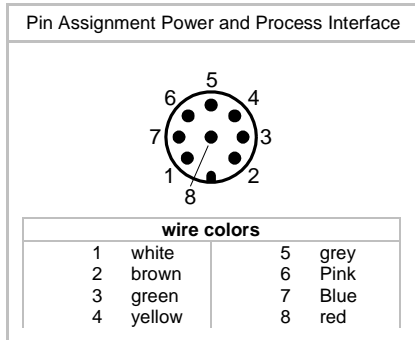 Pin Assignment Power and Process Interface
5
6 4
7 3
1 2
8
wire colors
1 white 5 grey
2 brown 6 Pink
3 green 7 Blue
4 yellow 8 red